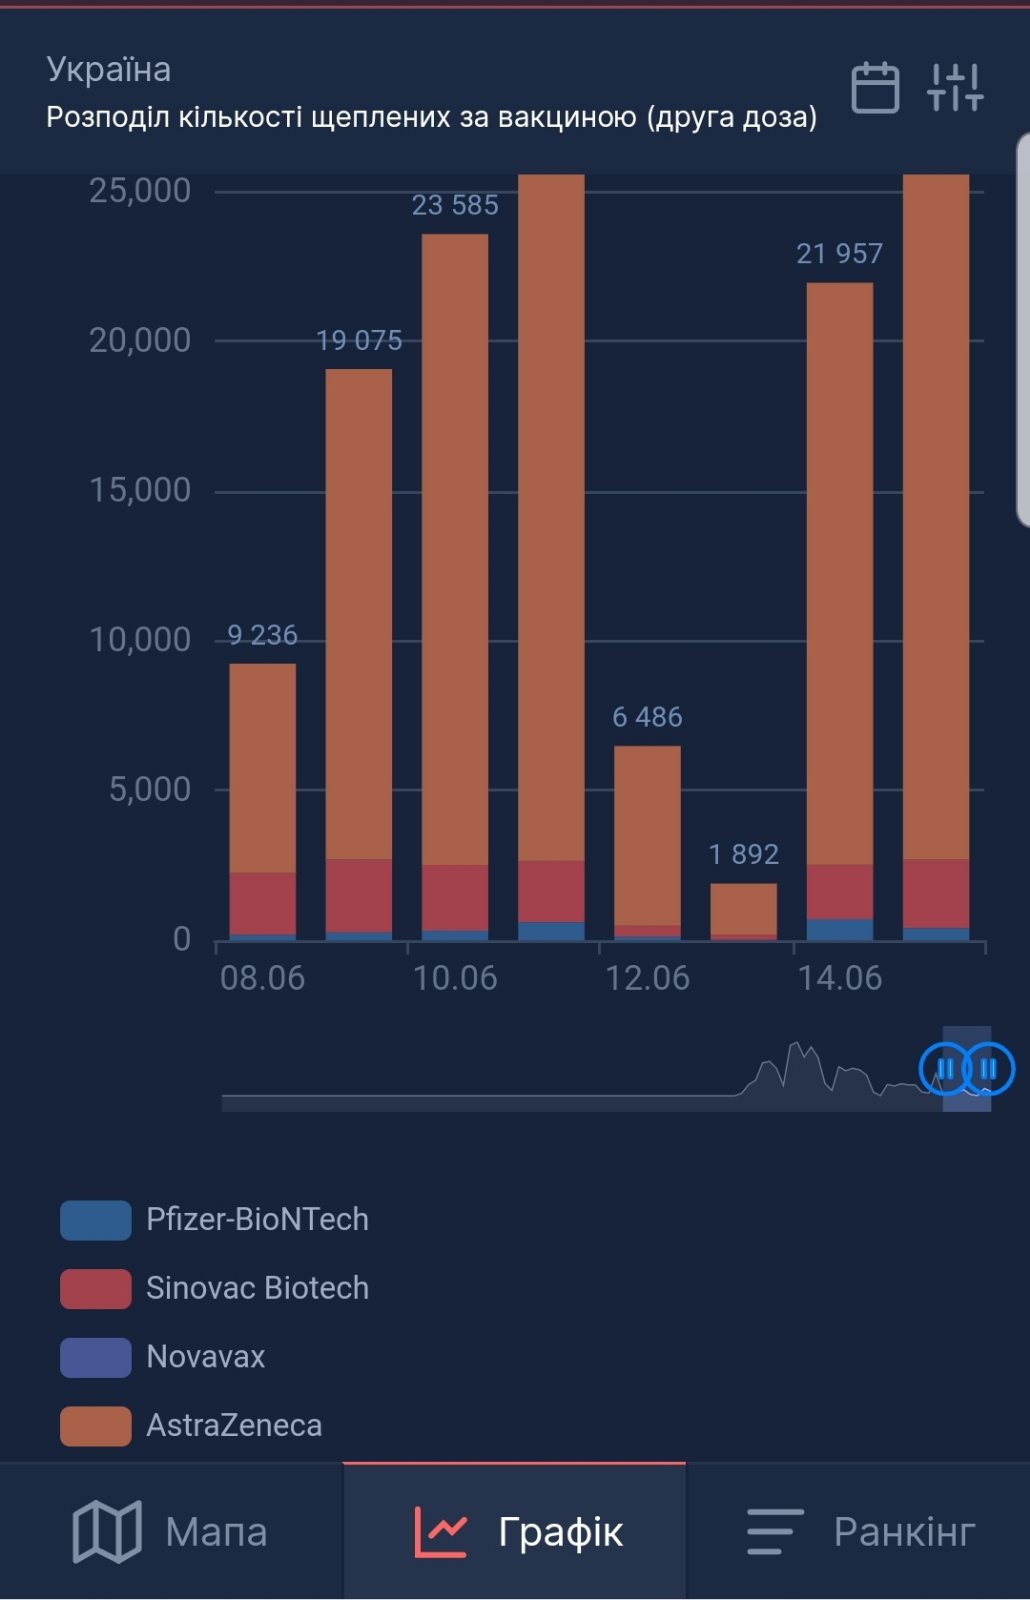 Україна
Розподіл кількості щеплених за вакциною (друга доза)
25,000
23 585
21 957
20,000
19 075
15,000
10,000
9 236
6 486
5,000
1 892
0
08.06 10.06 12.06 14.06
Pfizer-BioNTech
Sinovac Biotech
Novavax
AstraZeneca
Мапа Графік Ранкінг